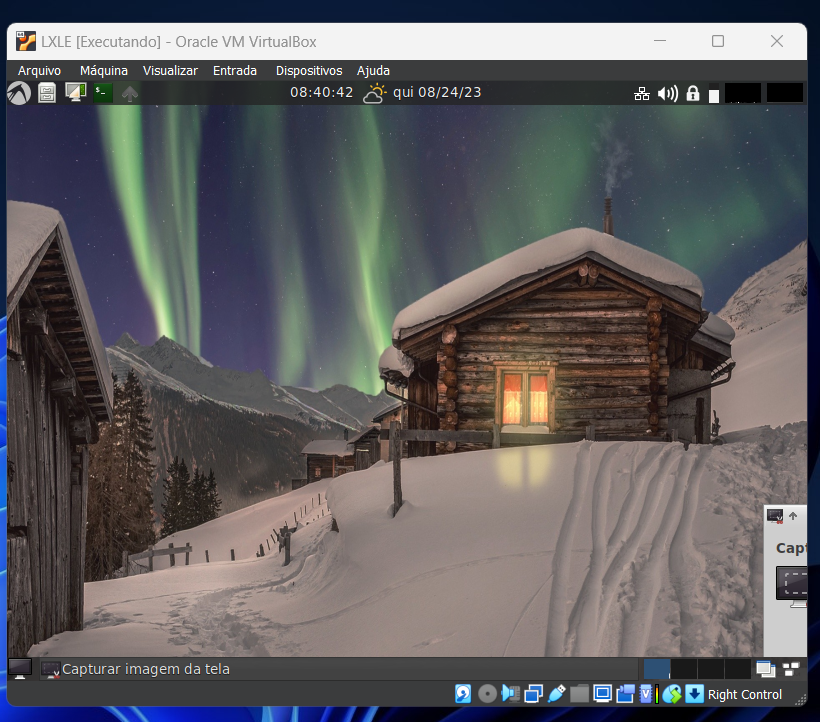 LXLE [Executando] - Oracle VM VirtualBox
Arquivo Máquina Visualizar Entrada Dispositivos Ajuda
08:40:42 qui 08/24/23
Capt
Capturar imagem da tela
Right Control